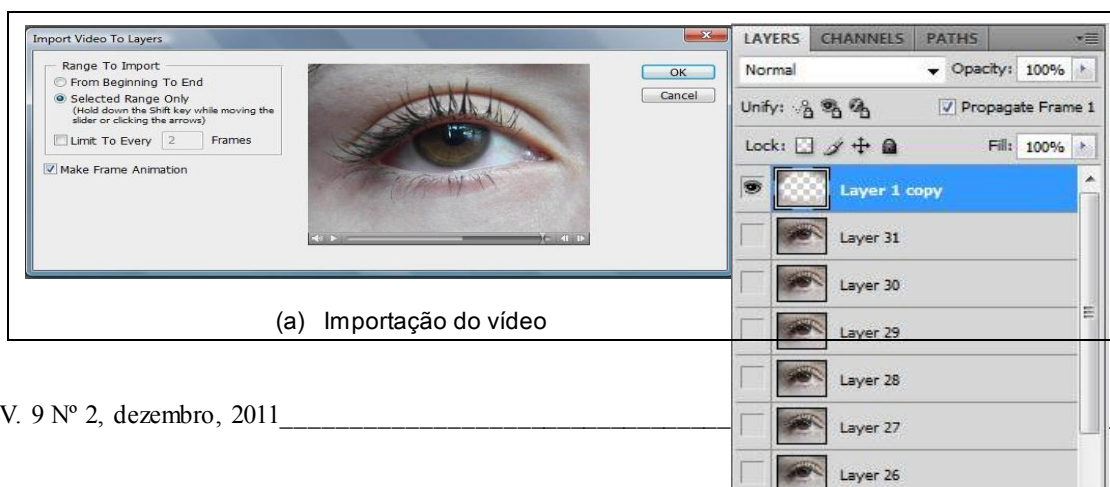 Import Video To Layers
Range To Import
From Beginning To End
Selected Range Only
(Hold down the Shift key while moving the
slider or clicking the arrows)
Limit To Every 2 Frames
Make Frame Animation
OK
Cancel
(a) Importação do vídeo
LAYERS CHANNELS PATHS
Normal Opacity: 100%
Unify: Propagate Frame 1
Lock: Fill: 100%
Layer 1 copy
Layer 31
Layer 30
Layer 29
Layer 28
Layer 27
Layer 26
V. 9 Nº 2, dezembro, 2011